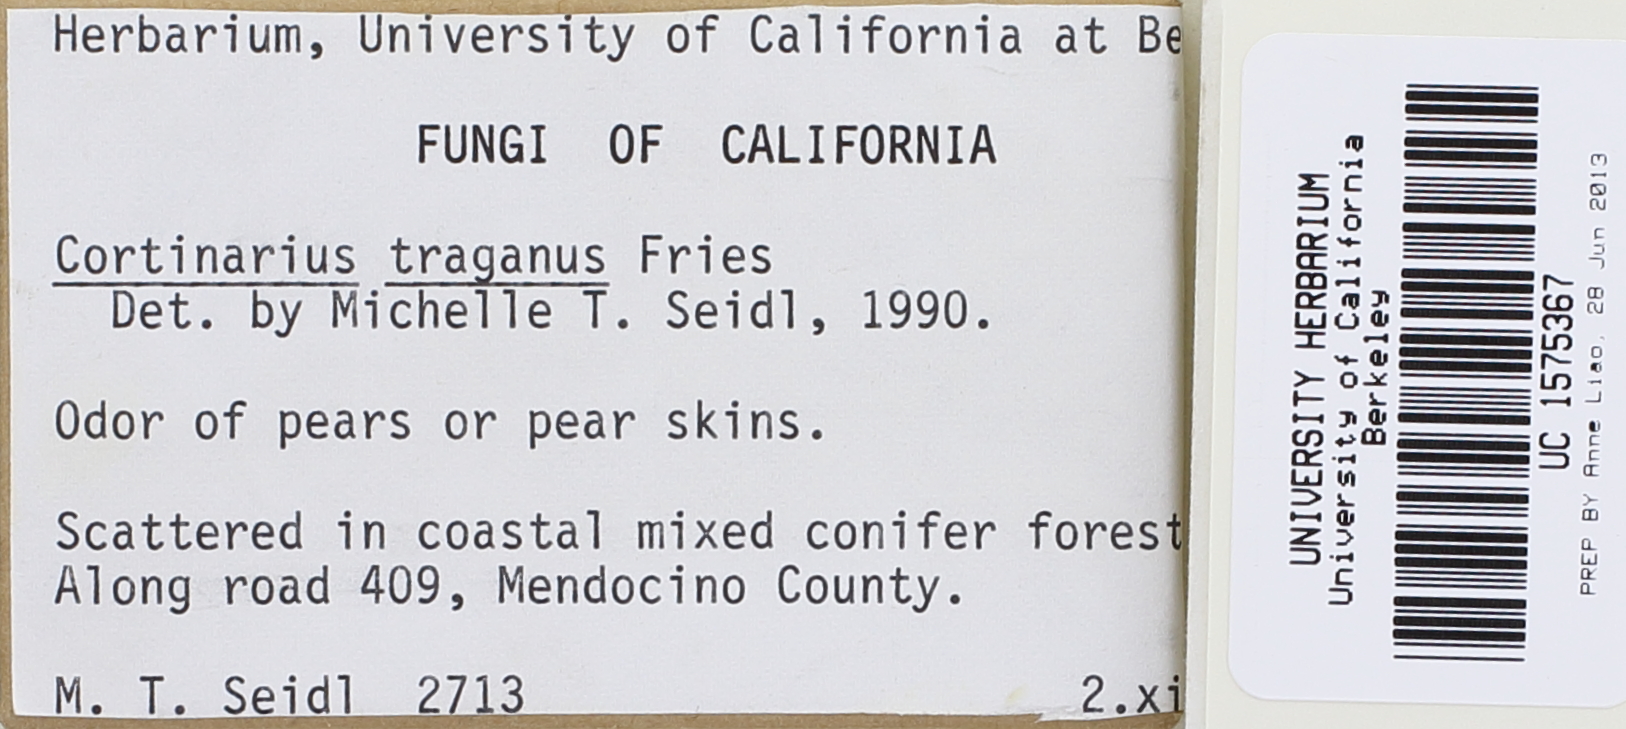 Herbarium, University of California at Be
FUNGI OF CALIFORNIA
Cortinarius traganus Fries
Det. by Michelle T. Seidl, 1990.
Odor of pears or pear skins.
Scattered in coastal mixed conifer forest
Along road 409, Mendocino County.
M. T. Seidl 2713 2.xi
UNIVERSITY HERBARIUM
University of California
Berkeley
UC 1575367
PREP BY Anne Liao, 28 Jun 2013